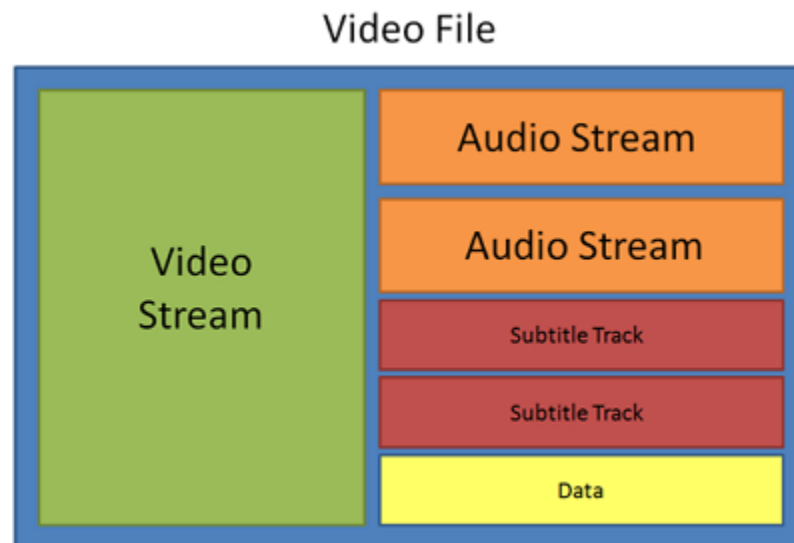 Video File
Video
Stream
Audio Stream
Audio Stream
Subtitle Track
Subtitle Track
Data